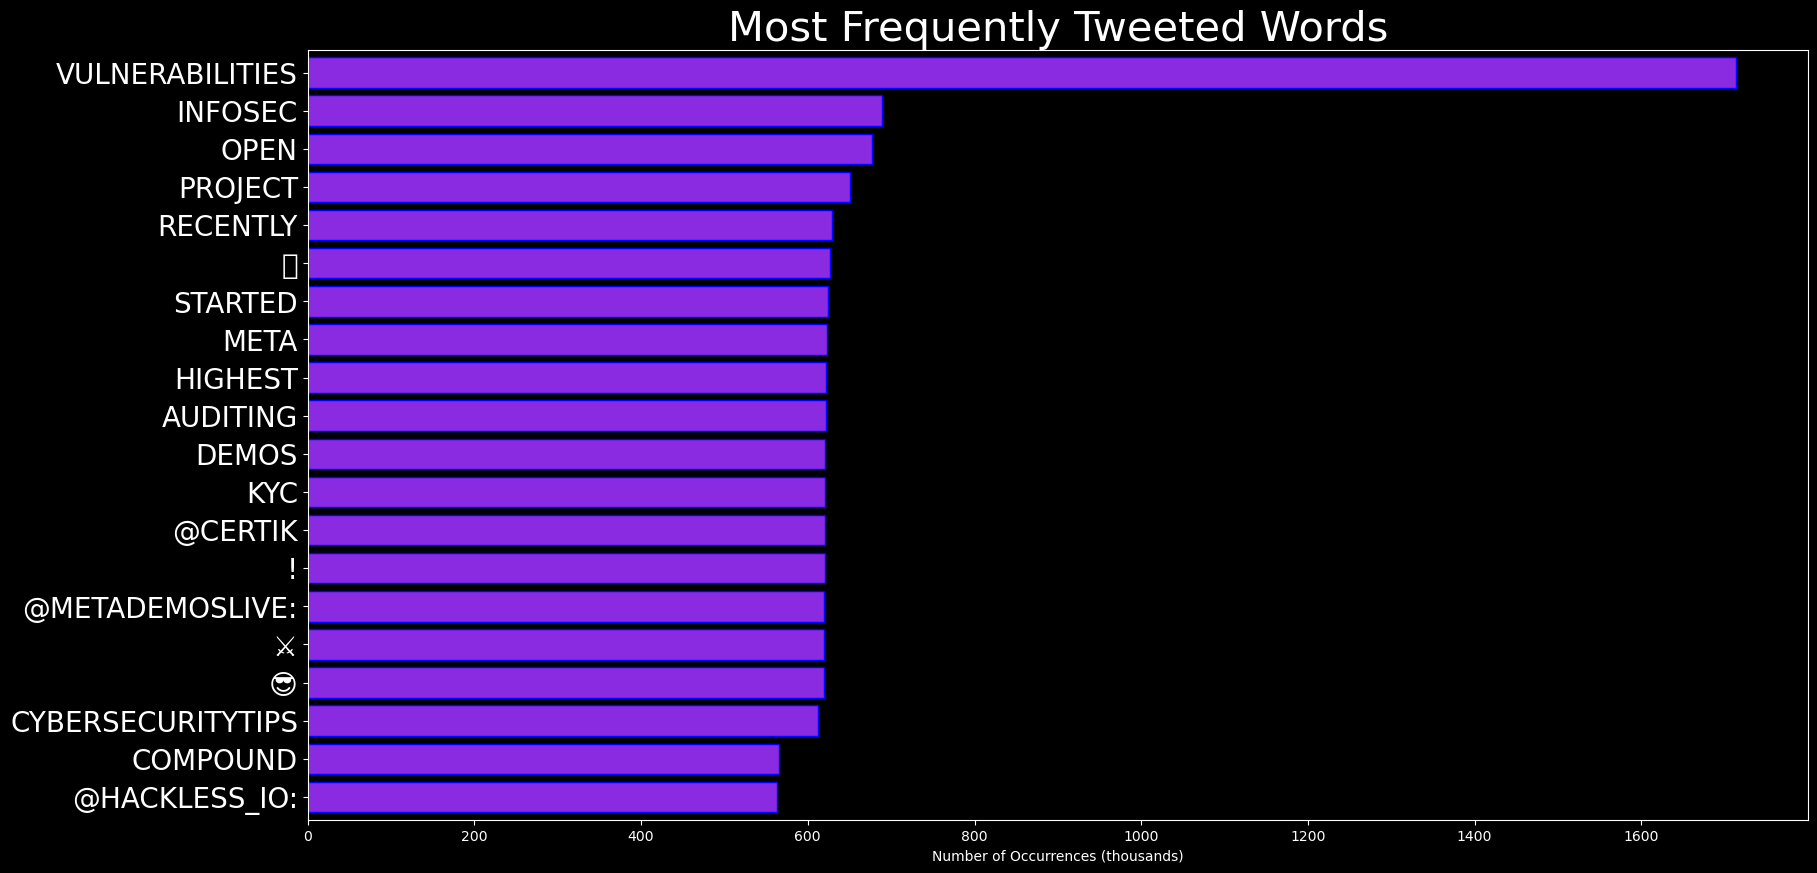 Most Frequently Tweeted Words
VULNERABILITIES
INFOSEC
OPEN
PROJECT
RECENTLY
STARTED
META
HIGHEST
AUDITING
DEMOS
KYC
@CERTIK
!
@METADEMOSLIVE:
⚔
😎
CYBERSECURITYTIPS
COMPOUND
@HACKLESS_IO:
0 200 400 600 800 1000 1200 1400 1600
Number of Occurrences (thousands)